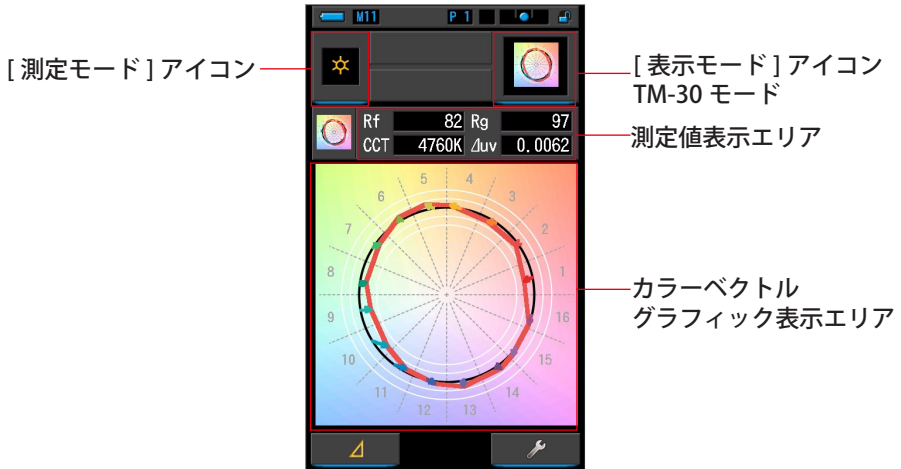 M11 P 1
[ 測定モード ] アイコン
[ 表示モード ] アイコン
TM-30 モード
Rf 82 Rg 97
CCT 4760K ⊿uv 0.0062
測定値表示エリア
5 4
6 3
7 2
8 1
9 16
10 15
11 14
12 13
カラーベクトル
グラフィック表示エリア